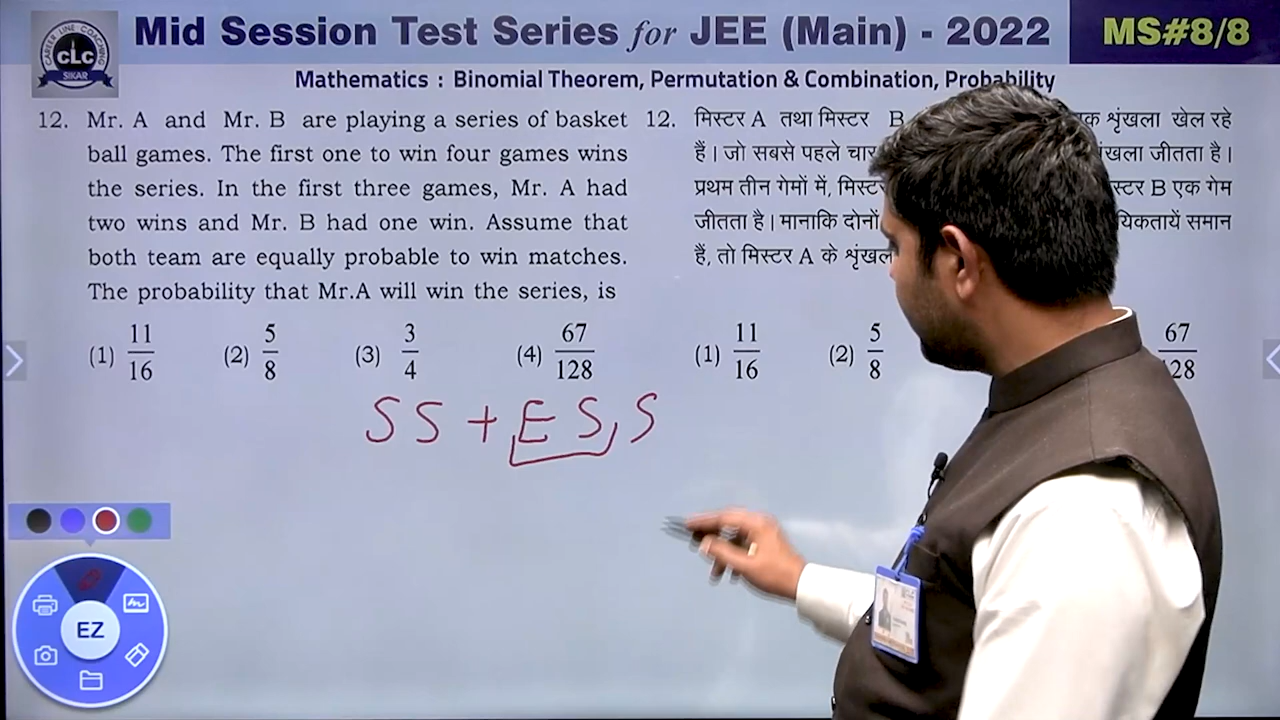 CAREER LINE COACHING
CLC
SIKAR
Mid Session Test Series for JEE (Main) - 2022
MS#8/8
Mathematics : Binomial Theorem, Permutation & Combination, Probability
12. Mr. A and Mr. B are playing a series of basket
ball games. The first one to win four games wins
the series. In the first three games, Mr. A had
two wins and Mr. B had one win. Assume that
both team are equally probable to win matches.
The probability that Mr.A will win the series, is
(1) 11/16 (2) 5/8 (3) 3/4 (4) 67/128
12. मिस्टर A तथा मिस्टर B श्रृंखला खेल रहे
हैं। जो सबसे पहले चार जीतता है।
प्रथम तीन गेमों में, B एक गेम
जीतता है। मानाकि दोनों समान
हैं, तो मिस्टर A के
(1) 11/16 (2) 5/8 67
SS + ES, S
EZ